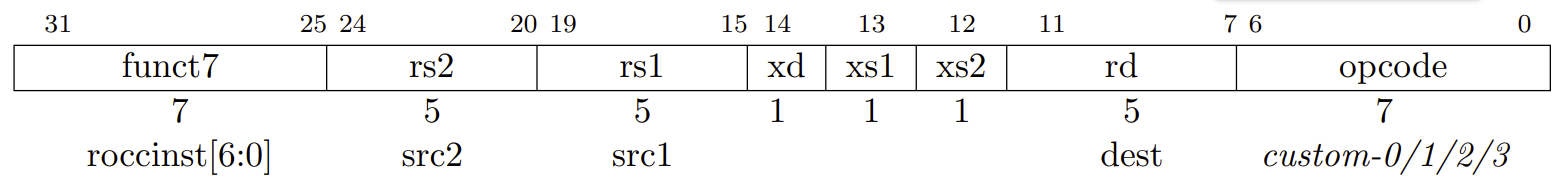 31 25 24 20 19 15 14 13 12 11 7 6 0
funct7 rs2 rs1 xd xs1 xs2 rd opcode
7 5 5 1 1 1 5 7
roccinst[6:0] src2 src1 dest custom-0/1/2/3